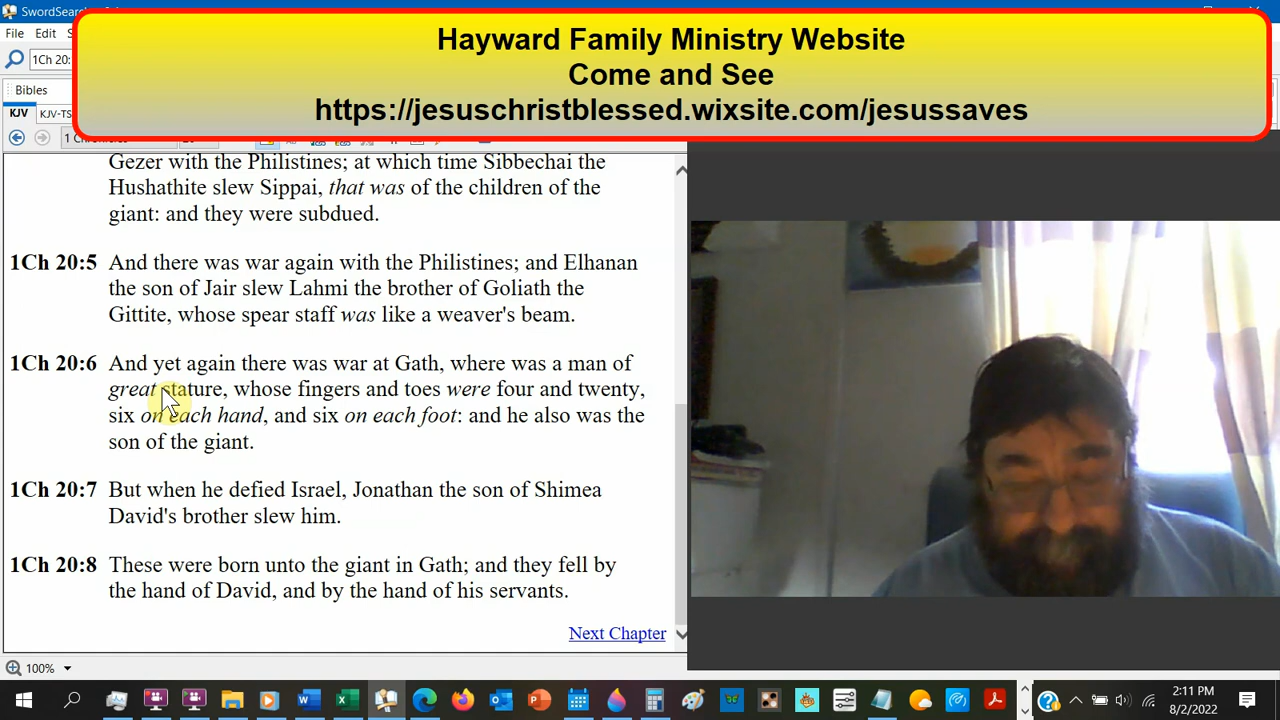 SwordSearc
Hayward Family Ministry Website
Come and See
https://jesuschristblessed.wixsite.com/jesussaves
File Edit S
1Ch 20:
Bibles
KJV KJV-TS
1 Chronicles
Gezer with the Philistines; at which time Sibbechai the
Hushathite slew Sippai, that was of the children of the
giant: and they were subdued.
1Ch 20:5 And there was war again with the Philistines; and Elhanan
the son of Jair slew Lahmi the brother of Goliath the
Gittite, whose spear staff was like a weaver's beam.
1Ch 20:6 And yet again there was war at Gath, where was a man of
great stature, whose fingers and toes were four and twenty,
six on each hand, and six on each foot: and he also was the
son of the giant.
1Ch 20:7 But when he defied Israel, Jonathan the son of Shimea
David's brother slew him.
1Ch 20:8 These were born unto the giant in Gath; and they fell by
the hand of David, and by the hand of his servants.
Next Chapter
100%
2:11 PM
8/2/2022